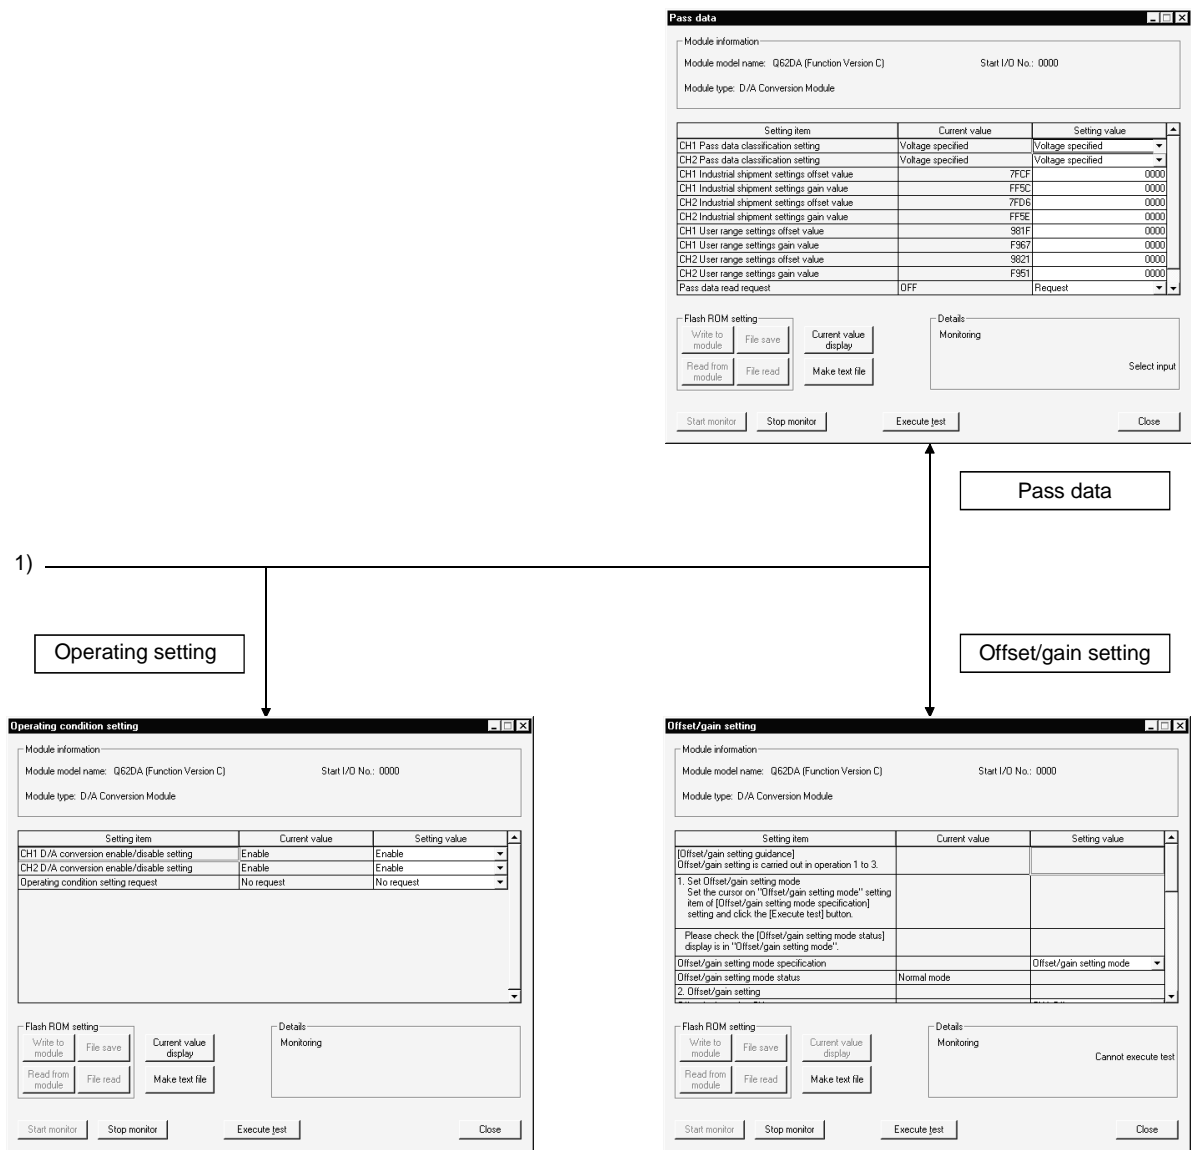 Pass data
Module information
Module model name: Q62DA (Function Version C) Start I/O No.: 0000
Module type: D/A Conversion Module
Setting item Current value Setting value
CH1 Pass data classification setting Voltage specified Voltage specified
CH2 Pass data classification setting Voltage specified Voltage specified
CH1 Industrial shipment settings offset value 7FCF 0000
CH1 Industrial shipment settings gain value FF5C 0000
CH2 Industrial shipment settings offset value 7FD6 0000
CH2 Industrial shipment settings gain value FF5E 0000
CH1 User range settings offset value 981F 0000
CH1 User range settings gain value F967 0000
CH2 User range settings offset value 9821 0000
CH2 User range settings gain value F951 0000
Pass data read request OFF Request
Flash ROM setting Details
Write to module File save Current value display Monitoring
Read from module File read Make text file Select input
Start monitor Stop monitor Execute test Close
Pass data
1)
Operating setting Offset/gain setting
Operating condition setting
Module information
Module model name: Q62DA (Function Version C) Start I/O No.: 0000
Module type: D/A Conversion Module
Setting item Current value Setting value
CH1 D/A conversion enable/disable setting Enable Enable
CH2 D/A conversion enable/disable setting Enable Enable
Operating condition setting request No request No request
Flash ROM setting Details
Write to module File save Current value display Monitoring
Read from module File read Make text file
Start monitor Stop monitor Execute test Close
Offset/gain setting
Module information
Module model name: Q62DA (Function Version C) Start I/O No.: 0000
Module type: D/A Conversion Module
Setting item Current value Setting value
[Offset/gain setting guidance]
Offset/gain setting is carried out in operation 1 to 3.
1. Set Offset/gain setting mode
Set the cursor on "Offset/gain setting mode" setting
item of [Offset/gain setting mode specification]
setting and click the [Execute test] button.
Please check the [Offset/gain setting mode status]
display is in "Offset/gain setting mode".
Offset/gain setting mode specification Offset/gain setting mode
Offset/gain setting mode status Normal mode
2. Offset/gain setting
Flash ROM setting Details
Write to module File save Current value display Monitoring
Cannot execute test
Read from module File read Make text file
Start monitor Stop monitor Execute test Close